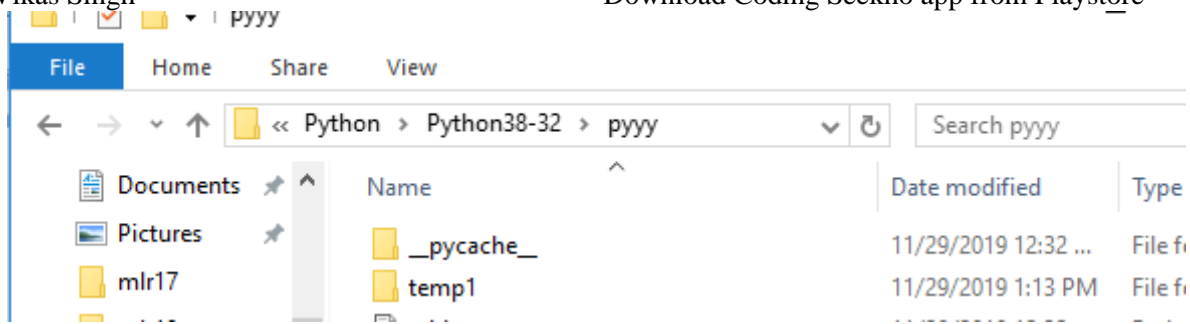 Vikas Singh Download Coding Seekho app from Playstore
pyyy
File Home Share View
« Python > Python38-32 > pyyy Search pyyy
Documents Name Date modified Type
Pictures __pycache__ 11/29/2019 12:32 ... File f
mlr17 temp1 11/29/2019 1:13 PM File f